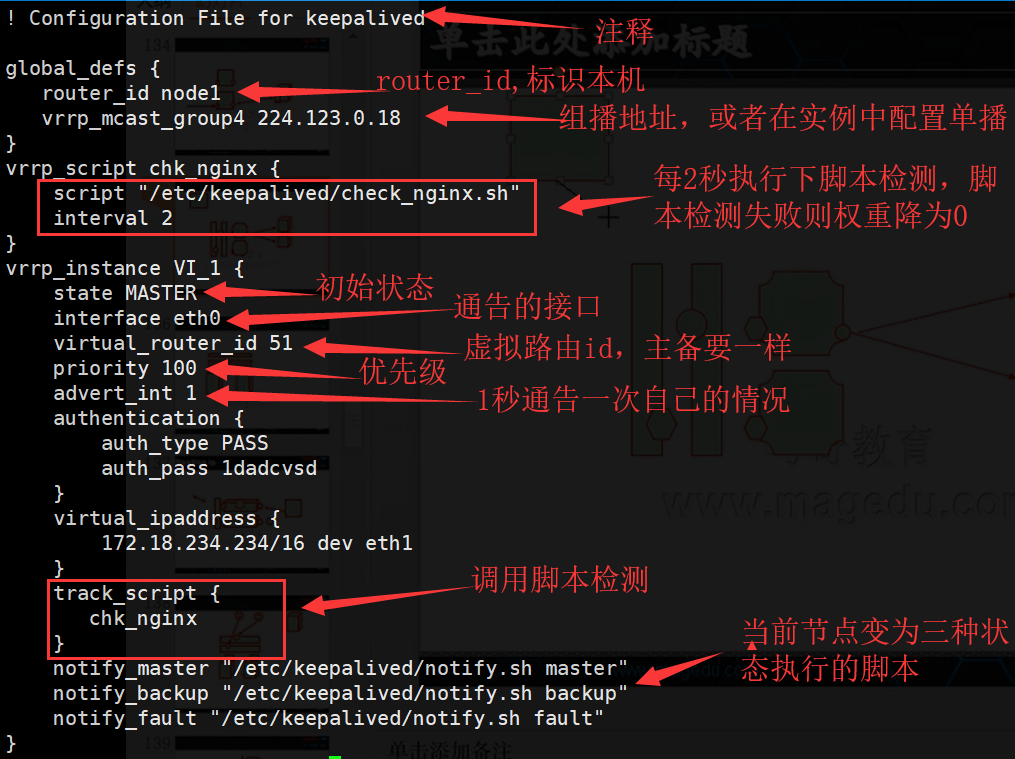 ! Configuration File for keepalived
注释
单击此处添加标题
134
global_defs {
router_id node1
router_id,标识本机
vrrp_mcast_group4 224.123.0.18
组播地址，或者在实例中配置单播
}
vrrp_script chk_nginx {
script "/etc/keepalived/check_nginx.sh"
interval 2
每2秒执行下脚本检测，脚
本检测失败则权重降为0
}
vrrp_instance VI_1 {
state MASTER
初始状态
interface eth0
通告的接口
virtual_router_id 51
虚拟路由id，主备要一样
priority 100
优先级
advert_int 1
1秒通告一次自己的情况
authentication {
auth_type PASS
auth_pass 1dadcvsd
}
教育
www.magedu.com
virtual_ipaddress {
172.18.234.234/16 dev eth1
}
track_script {
调用脚本检测
chk_nginx
}
notify_master "/etc/keepalived/notify.sh master"
notify_backup "/etc/keepalived/notify.sh backup"
notify_fault "/etc/keepalived/notify.sh fault"
当前节点变为三种状
态执行的脚本
}
139
单击添加备注